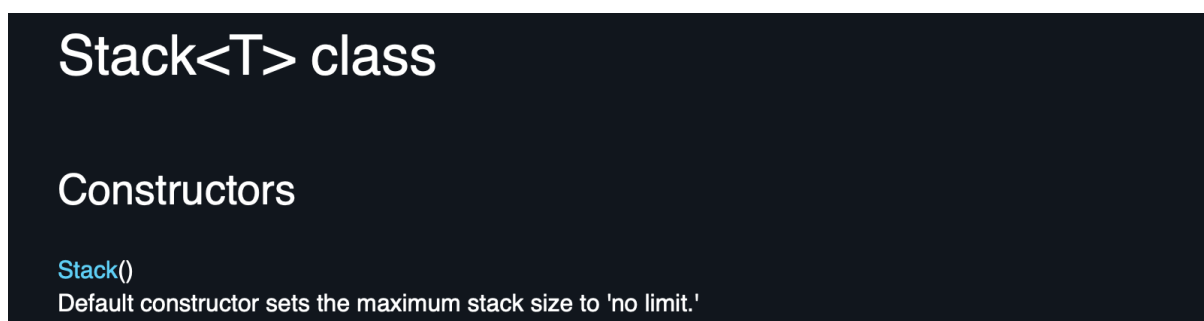 Stack<T> class
Constructors
Stack()
Default constructor sets the maximum stack size to 'no limit.'